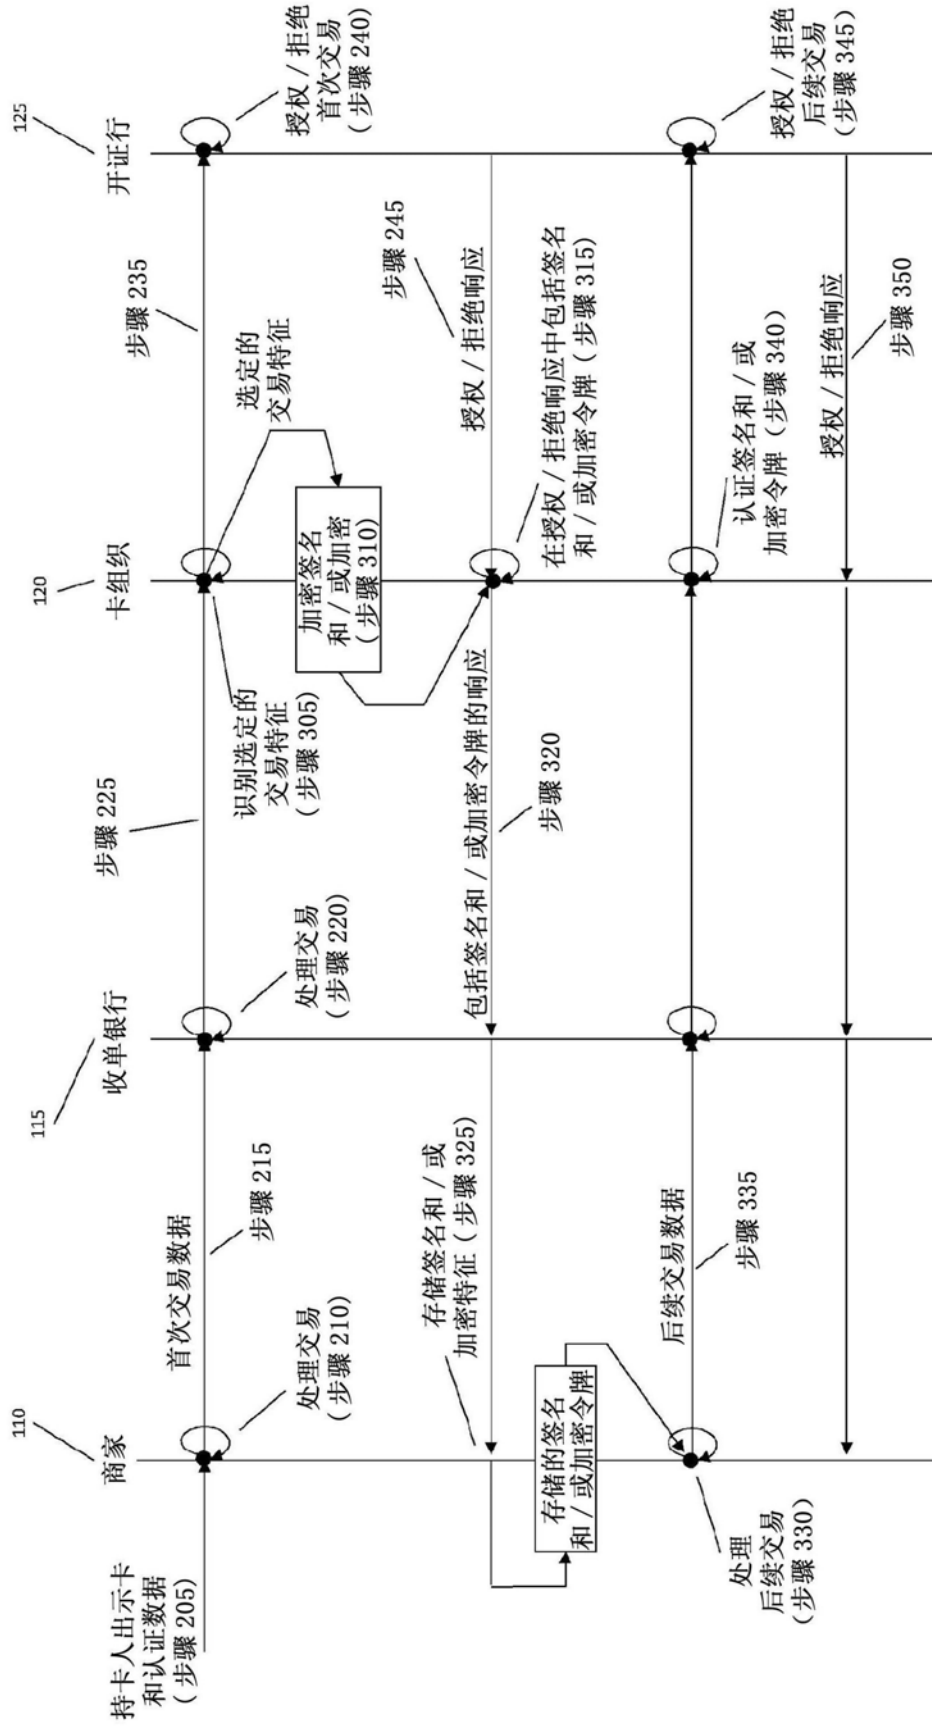 110
商家
115
收单银行
120
卡组织
125
开证行
持卡人出示卡
和认证数据
(步骤 205)
首次交易数据
步骤 215
处理交易
(步骤 210)
处理交易
(步骤 220)
步骤 225
识别选定的
交易特征
(步骤 305)
步骤 235
选定的
交易特征
授权 / 拒绝
首次交易
(步骤 240)
加密签名
和 / 或加密
(步骤 310)
步骤 245
授权 / 拒绝响应
在授权 / 拒绝响应中包括签名
和 / 或加密令牌 (步骤 315)
包括签名和 / 或加密令牌的响应
步骤 320
存储签名和 / 或
加密特征 (步骤 325)
存储的签名
和 / 或加密令牌
处理
后续交易
(步骤 330)
后续交易数据
步骤 335
认证签名和 / 或
加密令牌 (步骤 340)
授权 / 拒绝
后续交易
(步骤 345)
授权 / 拒绝响应
步骤 350